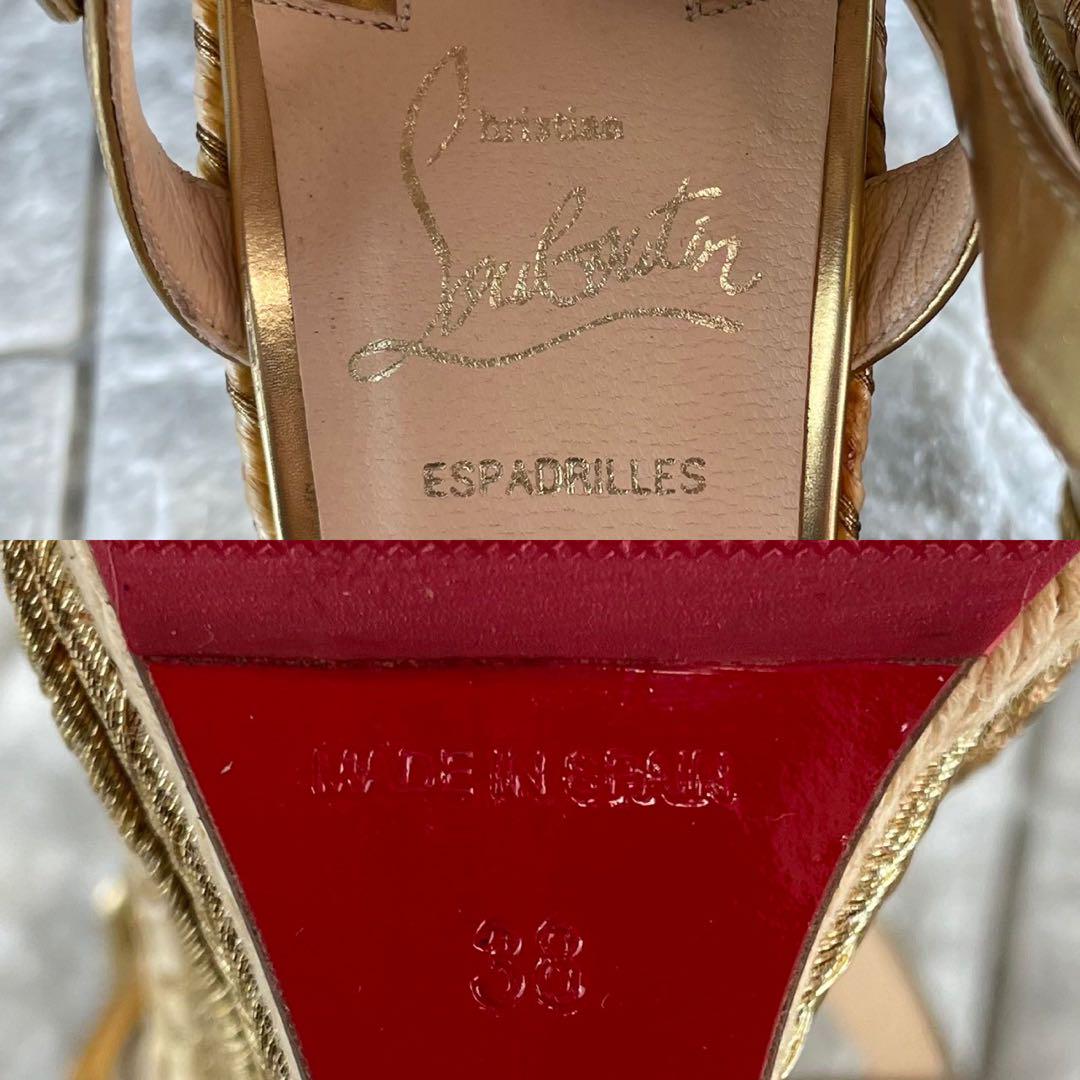 Christian
Louboutin
ESPADRILLES
MADE IN SPAIN
38